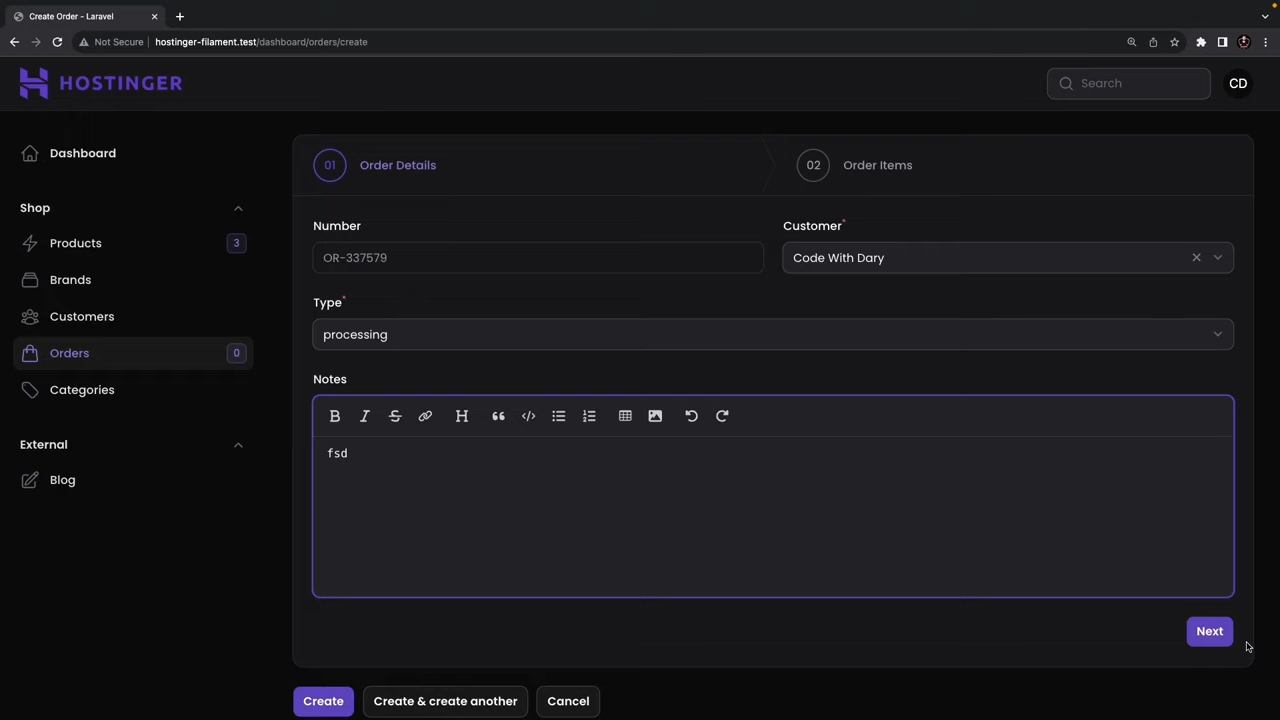 Create Order - Laravel
Not Secure
hostinger-filament.test/dashboard/orders/create
HOSTINGER
Search
CD
Dashboard
Shop
Products
3
Brands
Customers
Orders
0
Categories
External
Blog
01
Order Details
02
Order Items
Number
OR-337579
Customer*
Code With Dary
Type*
processing
Notes
fsd
Next
Create
Create & create another
Cancel